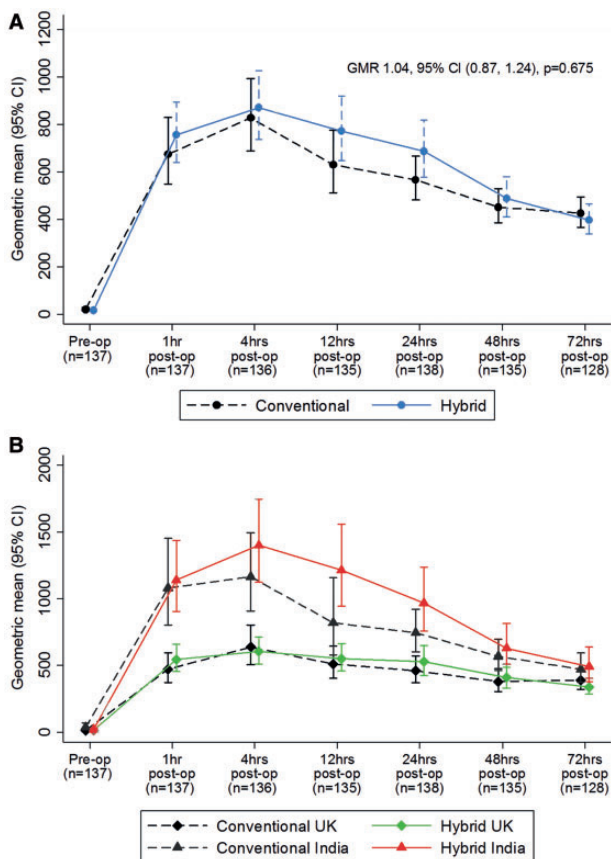 A
Geometric mean (95% CI)
1200
1000
800
600
400
200
0
GMR 1.04, 95% CI (0.87, 1.24), p=0.675
Pre-op 1hr 4hrs 12hrs 24hrs 48hrs 72hrs
(n=137) post-op post-op post-op post-op post-op post-op
(n=137) (n=136) (n=135) (n=138) (n=135) (n=128)
Conventional Hybrid
B
Geometric mean (95% CI)
2000
1500
1000
500
0
Pre-op 1hr 4hrs 12hrs 24hrs 48hrs 72hrs
(n=137) post-op post-op post-op post-op post-op post-op
(n=137) (n=136) (n=135) (n=138) (n=135) (n=128)
Conventional UK Hybrid UK
Conventional India Hybrid India